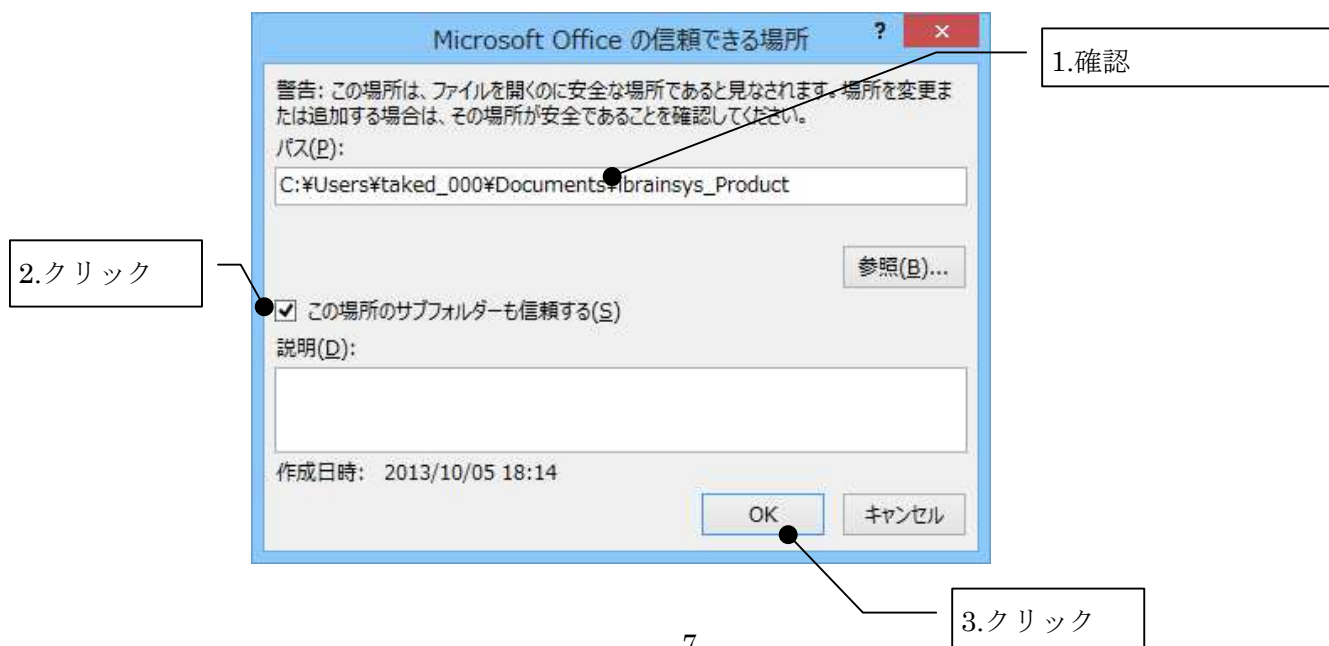 Microsoft Office の信頼できる場所
?
×
1.確認
警告: この場所は、ファイルを開くのに安全な場所であると見なされます。場所を変更ま
たは追加する場合は、その場所が安全であることを確認してください。
パス(P):
C:¥Users¥taked_000¥Documents¥Ibrainsys_Product
参照(B)...
2.クリック
この場所のサブフォルダーも信頼する(S)
説明(D):
作成日時: 2013/10/05 18:14
OK
キャンセル
3.クリック
7